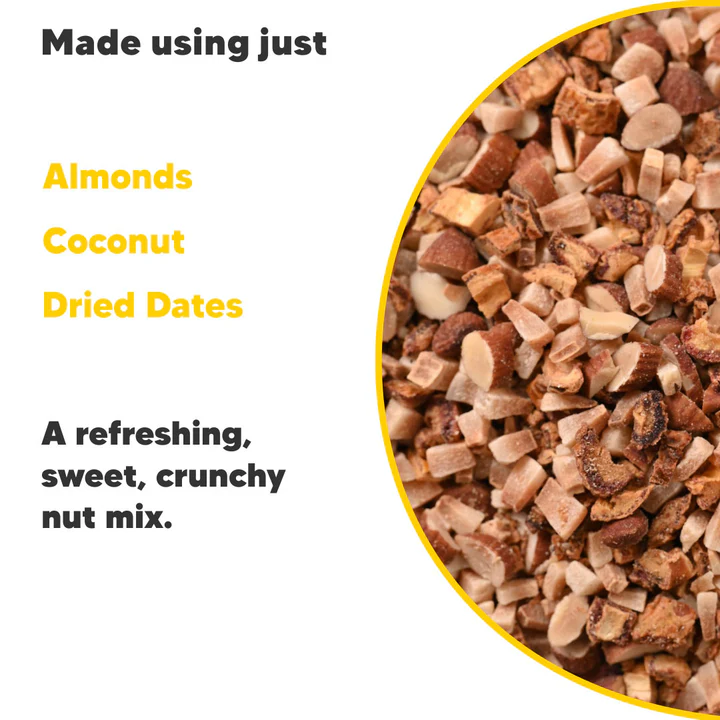 Made using just
Almonds
Coconut
Dried Dates
A refreshing,
sweet, crunchy
nut mix.